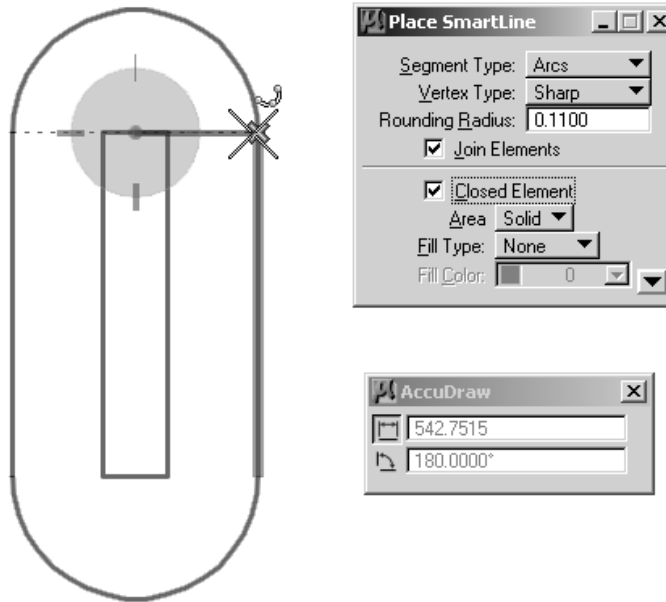 Place SmartLine
Segment Type: Arcs
Vertex Type: Sharp
Rounding Radius: 0.1100
Join Elements
Closed Element
Area Solid
Fill Type: None
Fill Color: 0
AccuDraw
542.7515
180.0000°